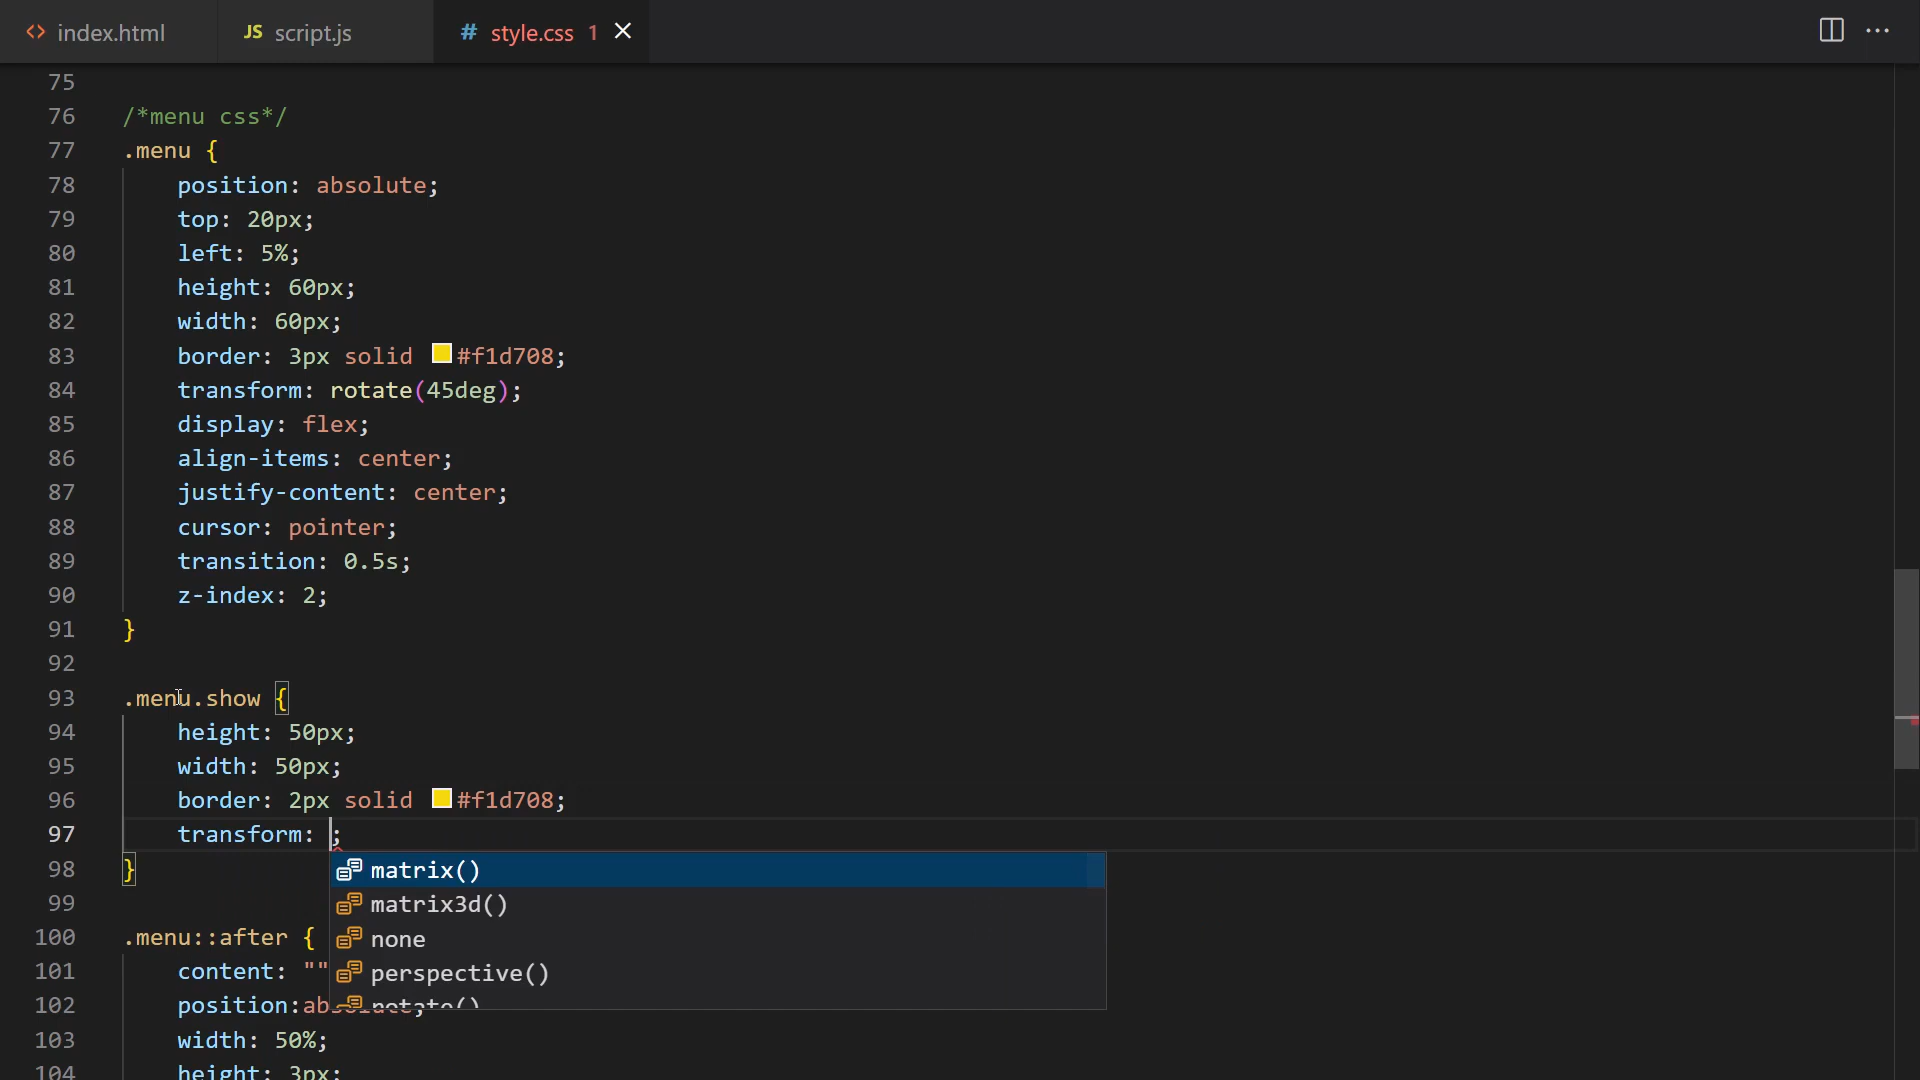 <> index.html JS script.js # style.css 1
75
76 /*menu css*/
77 .menu {
78 position: absolute;
79 top: 20px;
80 left: 5%;
81 height: 60px;
82 width: 60px;
83 border: 3px solid #f1d708;
84 transform: rotate(45deg);
85 display: flex;
86 align-items: center;
87 justify-content: center;
88 cursor: pointer;
89 transition: 0.5s;
90 z-index: 2;
91 }
92
93 .menu.show {
94 height: 50px;
95 width: 50px;
96 border: 2px solid #f1d708;
97 transform: ;
98 } matrix()
99 matrix3d()
100 .menu::after { none
101 content: "" perspective()
102 position:absolute; rotate()
103 width: 50%;
104 height: 3px;